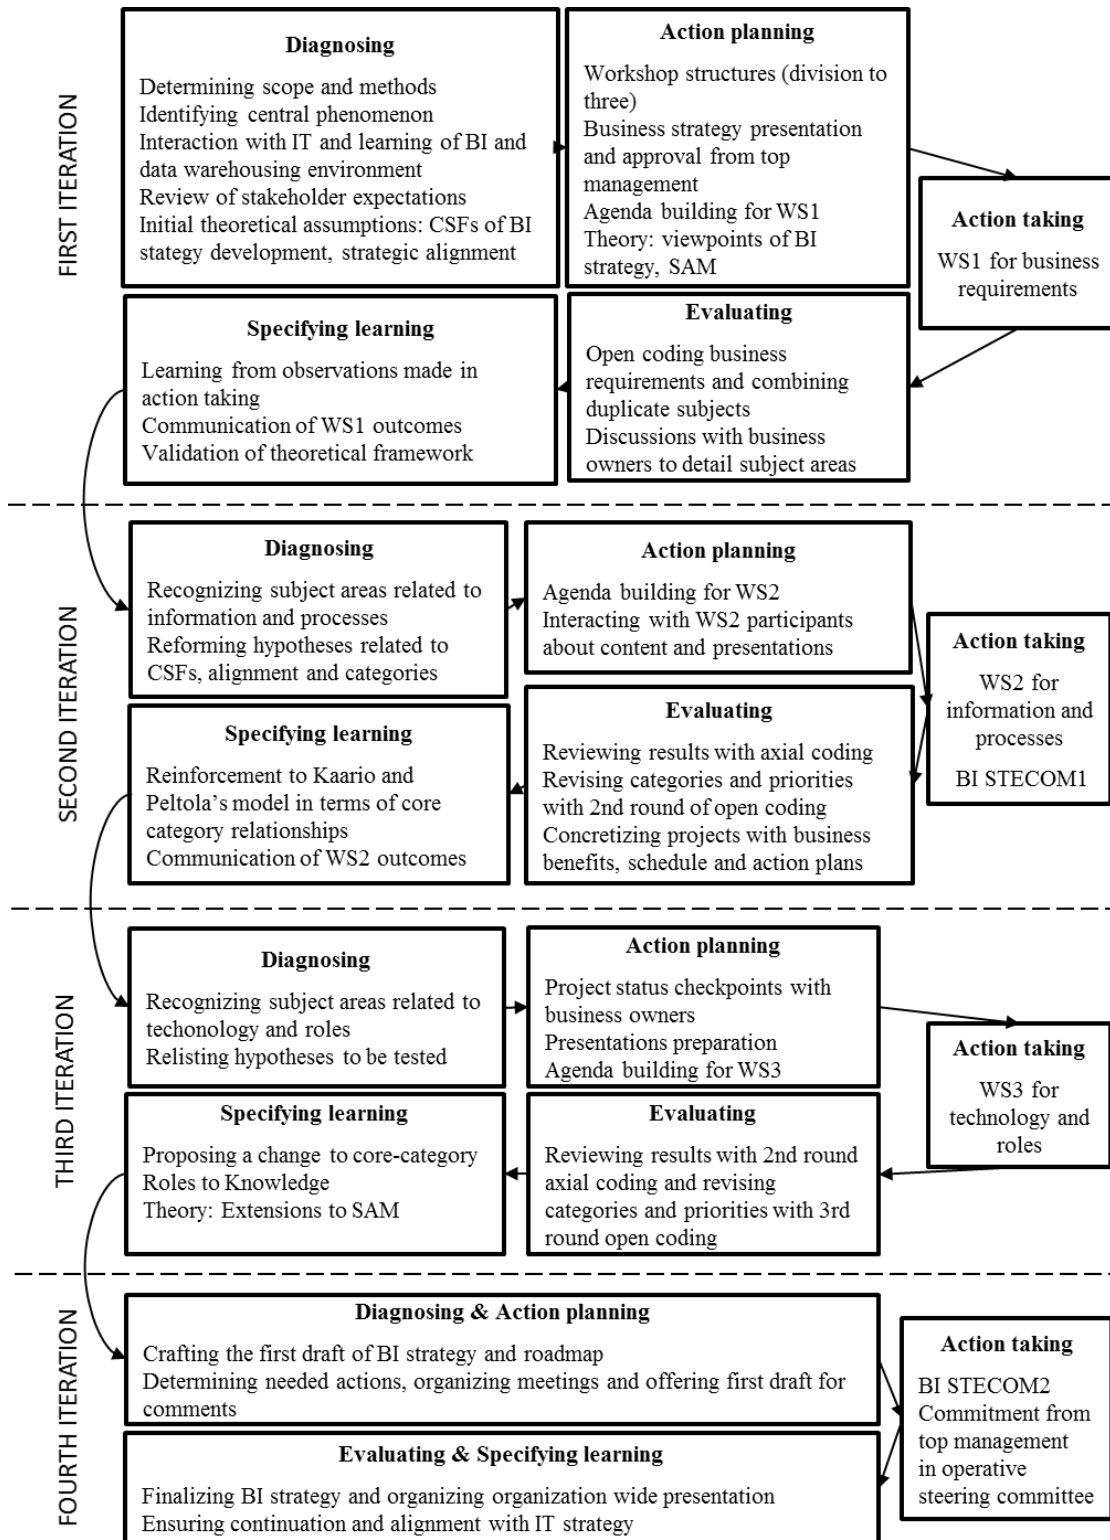 FIRST ITERATION
Diagnosing
Determining scope and methods
Identifying central phenomenon
Interaction with IT and learning of BI and
data warehousing environment
Review of stakeholder expectations
Initial theoretical assumptions: CSFs of BI
stategy development, strategic alignment
Action planning
Workshop structures (division to
three)
Business strategy presentation
and approval from top
management
Agenda building for WS1
Theory: viewpoints of BI
strategy, SAM
Action taking
WS1 for business
requirements
Evaluating
Open coding business
requirements and combining
duplicate subjects
Discussions with business
owners to detail subject areas
Specifying learning
Learning from observations made in
action taking
Communication of WS1 outcomes
Validation of theoretical framework
SECOND ITERATION
Diagnosing
Recognizing subject areas related to
information and processes
Reforming hypotheses related to
CSFs, alignment and categories
Action planning
Agenda building for WS2
Interacting with WS2 participants
about content and presentations
Action taking
WS2 for
information and
processes
BI STECOM1
Evaluating
Reviewing results with axial coding
Revising categories and priorities
with 2nd round of open coding
Concretizing projects with business
benefits, schedule and action plans
Specifying learning
Reinforcement to Kaario and
Peltola's model in terms of core
category relationships
Communication of WS2 outcomes
THIRD ITERATION
Diagnosing
Recognizing subject areas related to
techonology and roles
Relisting hypotheses to be tested
Action planning
Project status checkpoints with
business owners
Presentations preparation
Agenda building for WS3
Action taking
WS3 for
technology and
roles
Evaluating
Reviewing results with 2nd round
axial coding and revising
categories and priorities with 3rd
round open coding
Specifying learning
Proposing a change to core-category
Roles to Knowledge
Theory: Extensions to SAM
FOURTH ITERATION
Diagnosing & Action planning
Crafting the first draft of BI strategy and roadmap
Determining needed actions, organizing meetings and offering first draft for
comments
Action taking
BI STECOM2
Commitment from
top management
in operative
steering committee
Evaluating & Specifying learning
Finalizing BI strategy and organizing organization wide presentation
Ensuring continuation and alignment with IT strategy